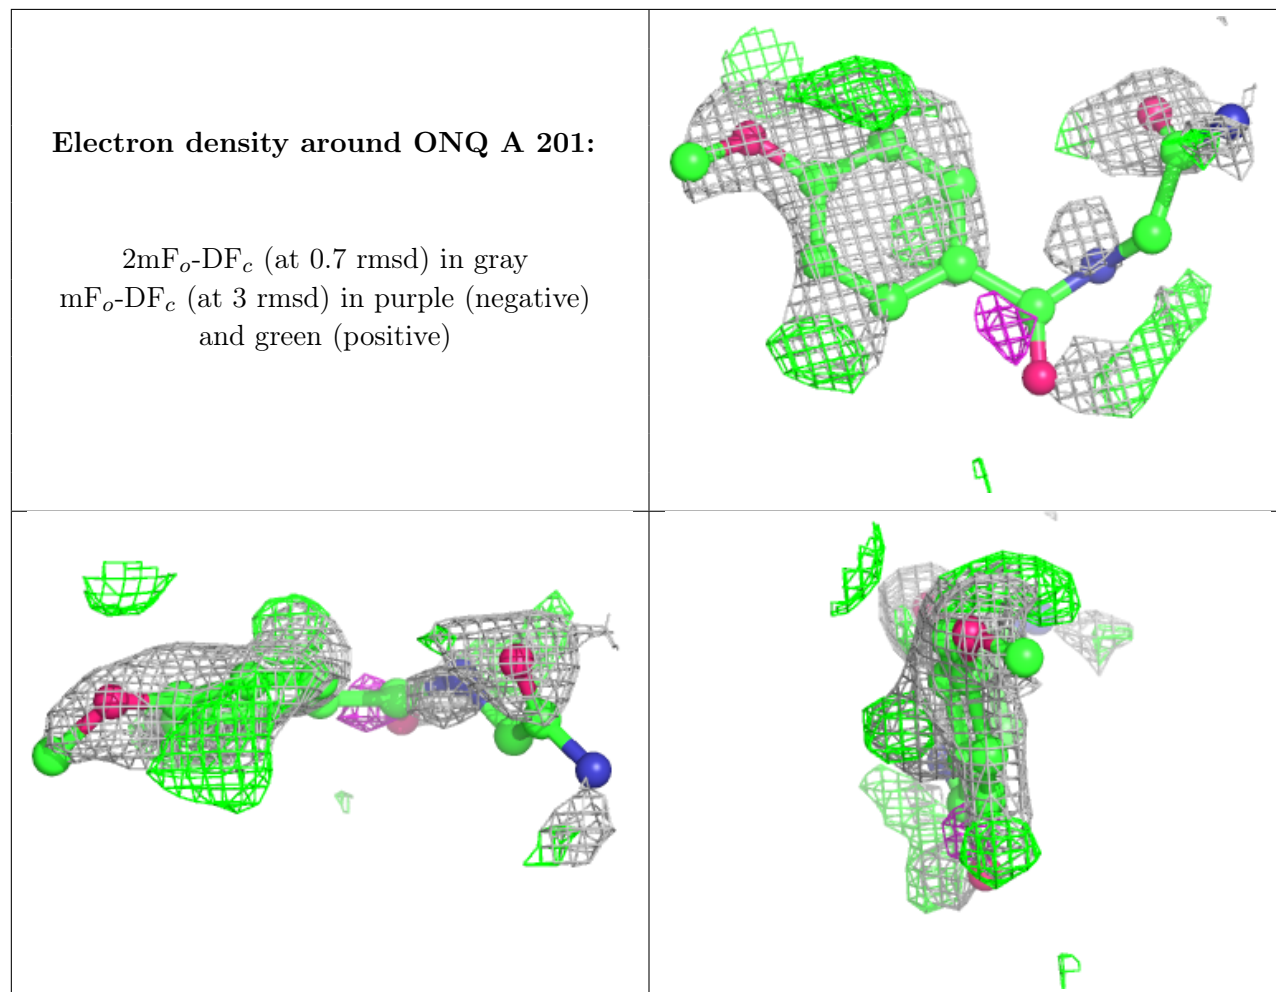 Electron density around ONQ A 201:
2mFo-DFc (at 0.7 rmsd) in gray
mFo-DFc (at 3 rmsd) in purple (negative)
and green (positive)